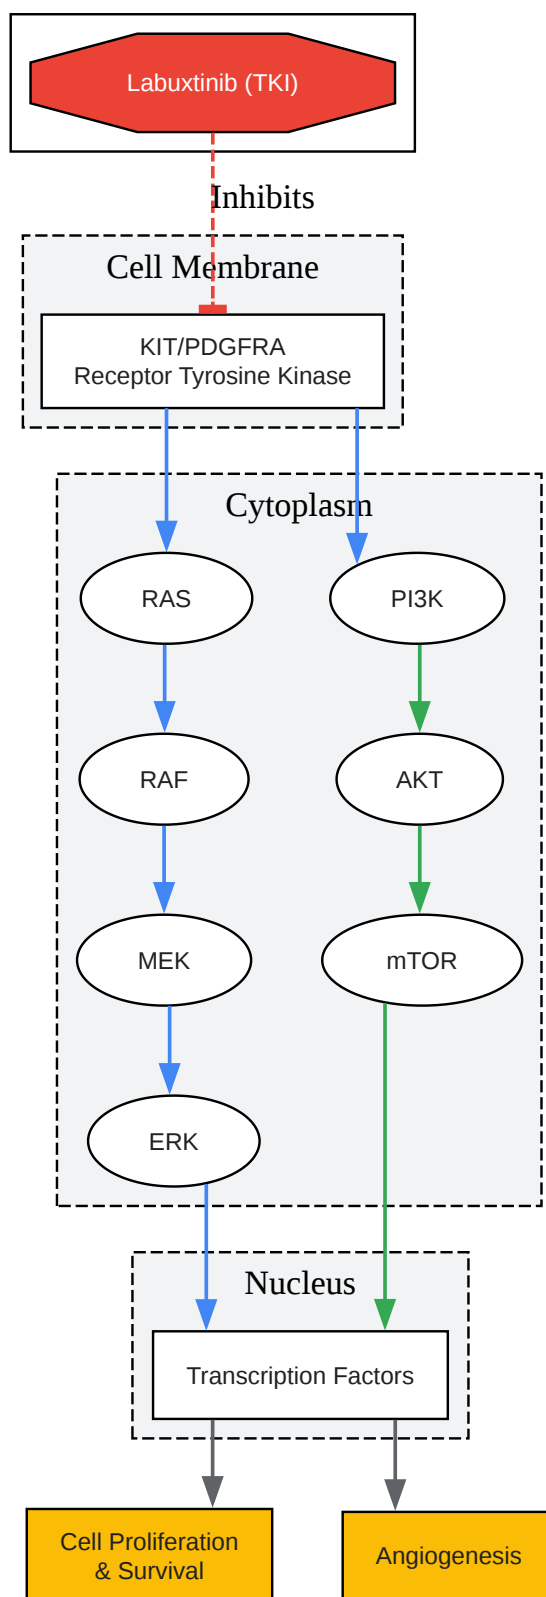 Labuxtinib (TKI)
Inhibits
Cell Membrane
KIT/PDGFRA
Receptor Tyrosine Kinase
Cytoplasm
RAS
PI3K
RAF
AKT
MEK
mTOR
ERK
Nucleus
Transcription Factors
Cell Proliferation
& Survival
Angiogenesis